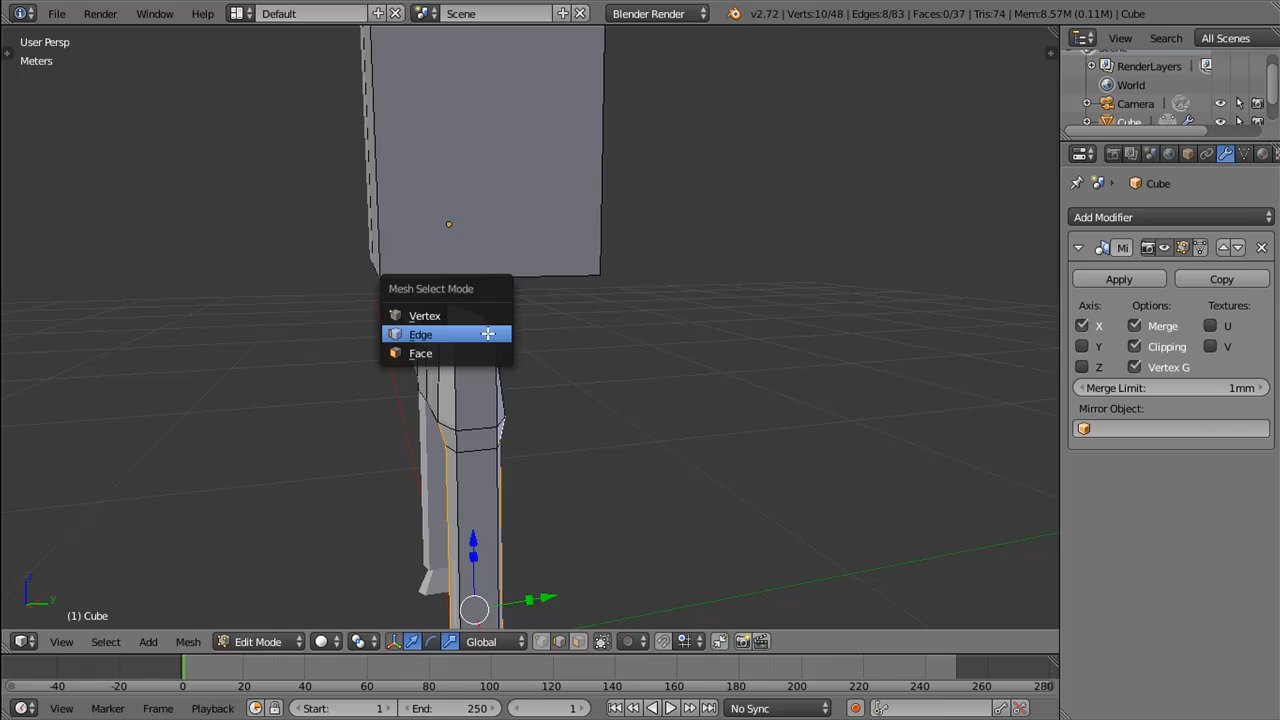 File Render Window Help Default Scene Blender Render v2.72 | Verts:10/48 | Edges:8/83 | Faces:0/37 | Tris:74 | Mem:8.57M (0.11M) | Cube
User Persp
Meters
View Search All Scenes
RenderLayers
World
Camera
Cube
Cube
Add Modifier
Mi
Apply Copy
Axis: Options: Textures:
X Merge U
Y Clipping V
Z Vertex G
Merge Limit: 1mm
Mirror Object:
Mesh Select Mode
Vertex
Edge
Face
z
y
(1) Cube
View Select Add Mesh Edit Mode Global
-40 -20 0 20 40 60 80 100 120 140 160 180 200 220 240 260 280
View Marker Frame Playback Start: 1 End: 250 1 No Sync